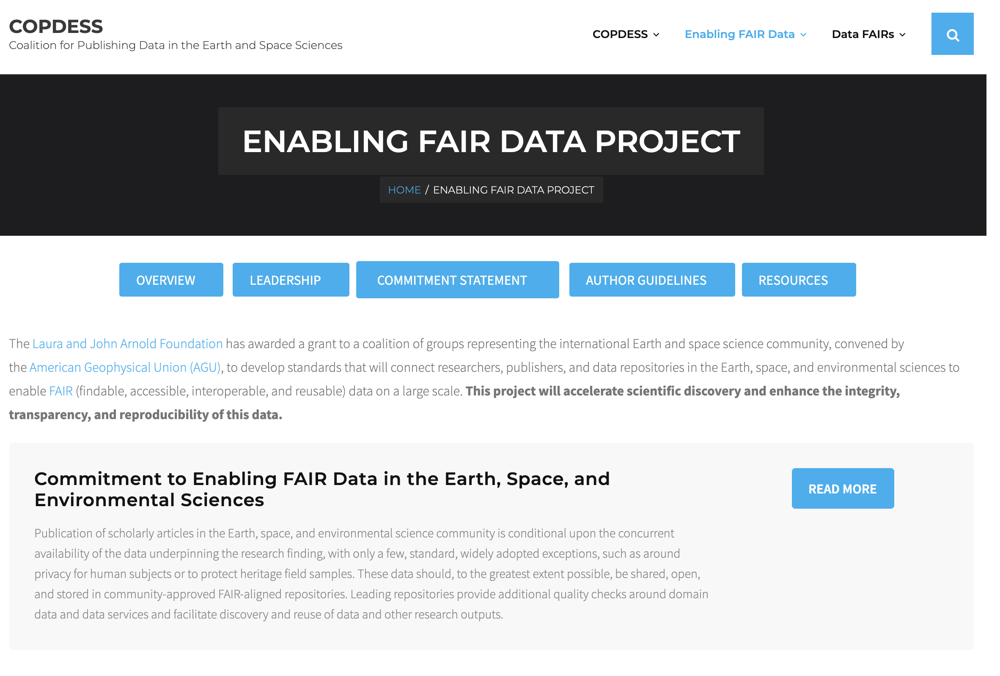 COPDESS
Coalition for Publishing Data in the Earth and Space Sciences
COPDESS Enabling FAIR Data Data FAIRs
ENABLING FAIR DATA PROJECT
HOME / ENABLING FAIR DATA PROJECT
OVERVIEW LEADERSHIP COMMITMENT STATEMENT AUTHOR GUIDELINES RESOURCES
The Laura and John Arnold Foundation has awarded a grant to a coalition of groups representing the international Earth and space science community, convened by
the American Geophysical Union (AGU), to develop standards that will connect researchers, publishers, and data repositories in the Earth, space, and environmental sciences to
enable FAIR (findable, accessible, interoperable, and reusable) data on a large scale. This project will accelerate scientific discovery and enhance the integrity,
transparency, and reproducibility of this data.
Commitment to Enabling FAIR Data in the Earth, Space, and
Environmental Sciences
READ MORE
Publication of scholarly articles in the Earth, space, and environmental science community is conditional upon the concurrent
availability of the data underpinning the research finding, with only a few, standard, widely adopted exceptions, such as around
privacy for human subjects or to protect heritage field samples. These data should, to the greatest extent possible, be shared, open,
and stored in community-approved FAIR-aligned repositories. Leading repositories provide additional quality checks around domain
data and data services and facilitate discovery and reuse of data and other research outputs.